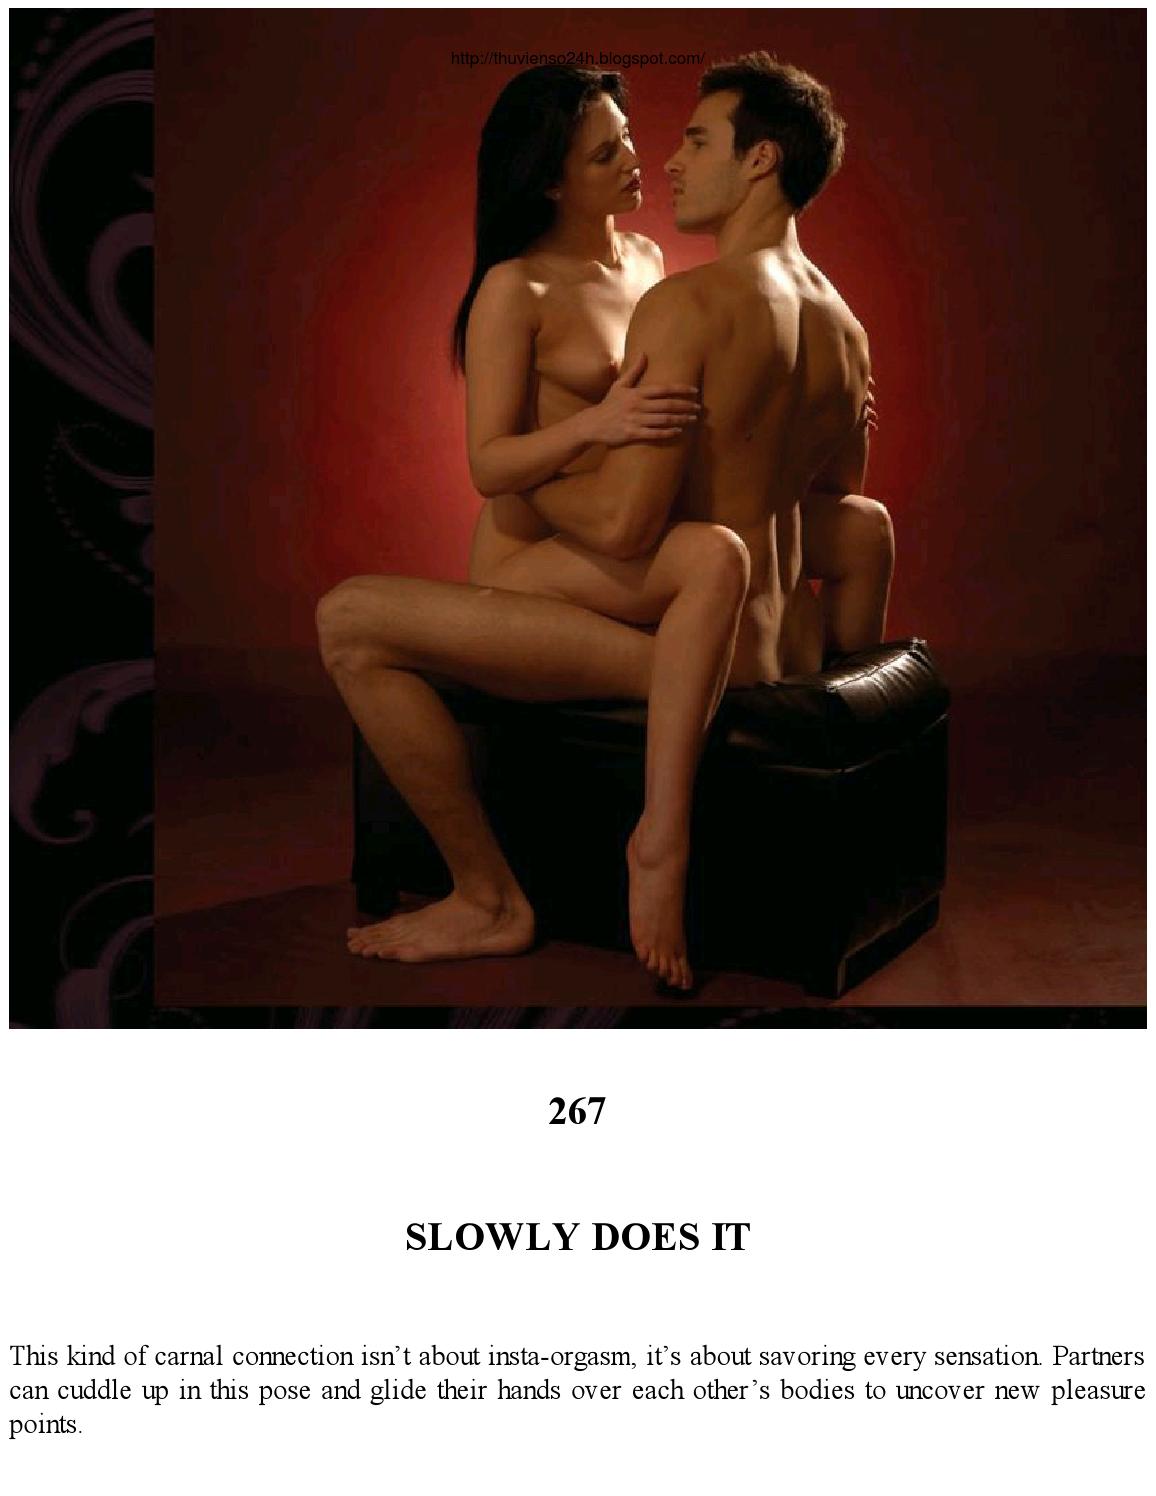 http://thuvienso24h.blogspot.com/
267
SLOWLY DOES IT
This kind of carnal connection isn’t about insta-orgasm, it’s about savoring every sensation. Partners
can cuddle up in this pose and glide their hands over each other’s bodies to uncover new pleasure
points.